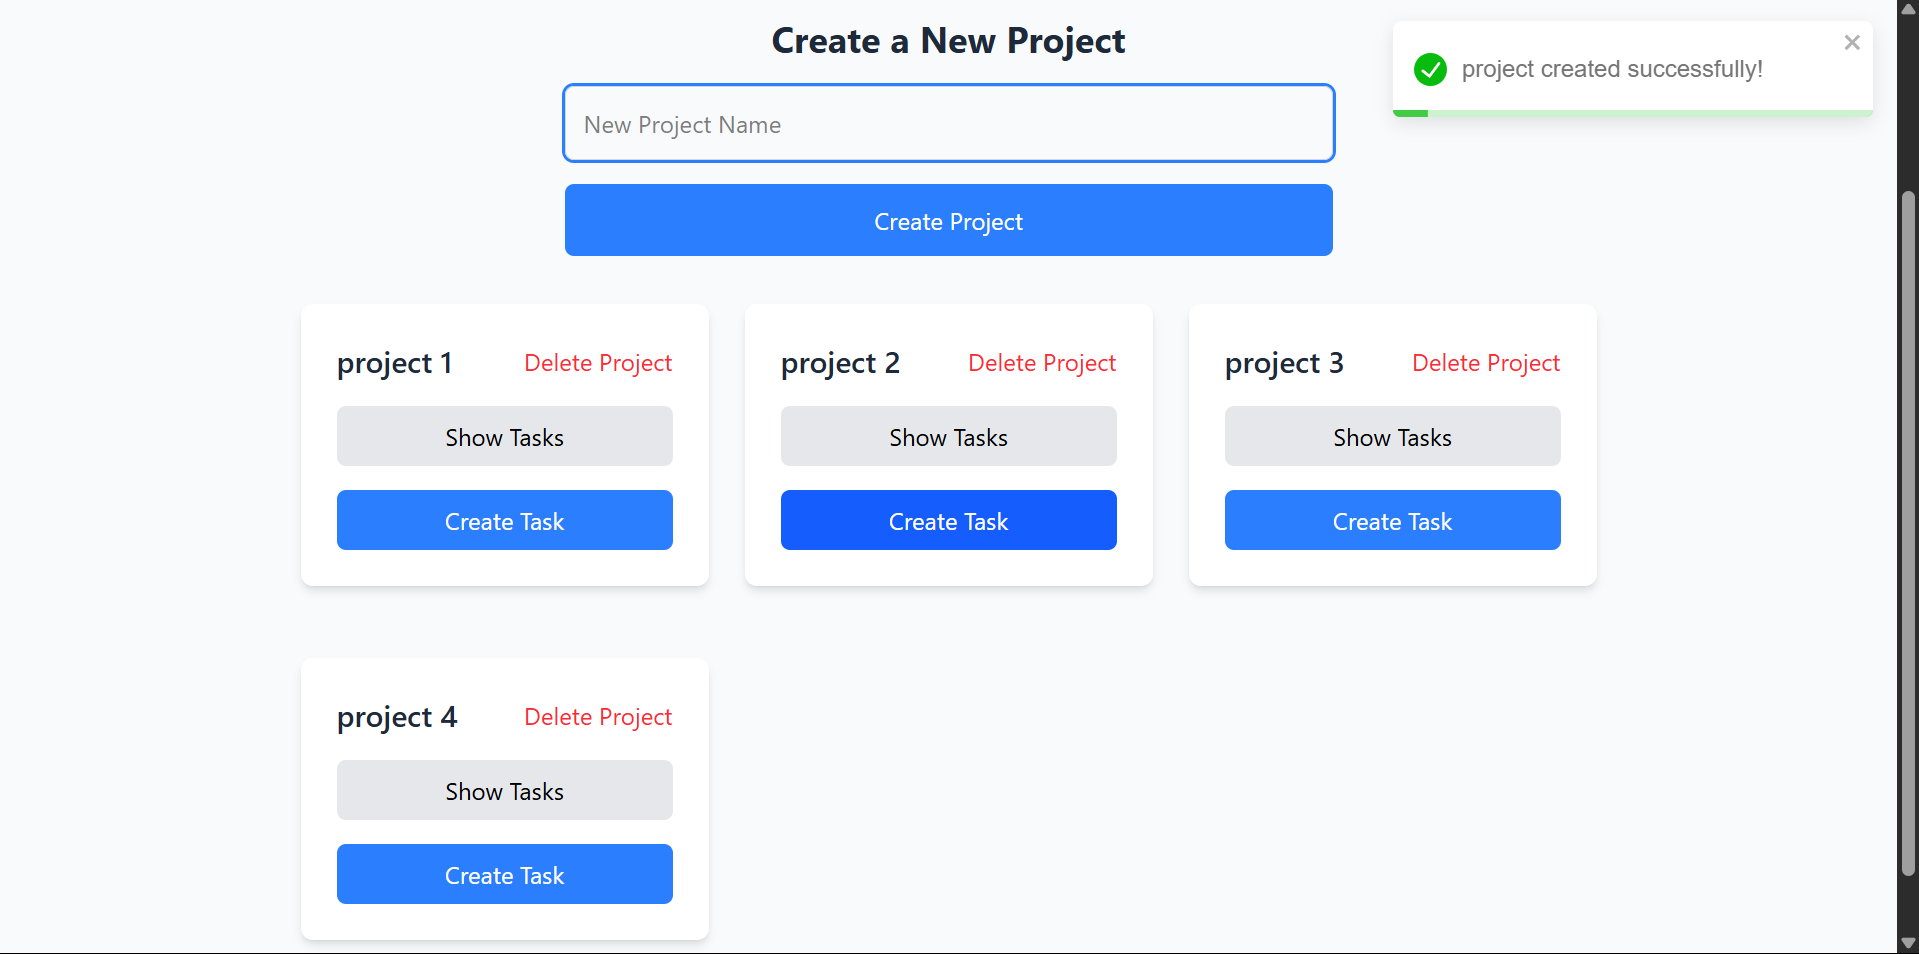 Create a New Project
project created successfully!
New Project Name
Create Project
project 1 Delete Project
Show Tasks
Create Task
project 2 Delete Project
Show Tasks
Create Task
project 3 Delete Project
Show Tasks
Create Task
project 4 Delete Project
Show Tasks
Create Task